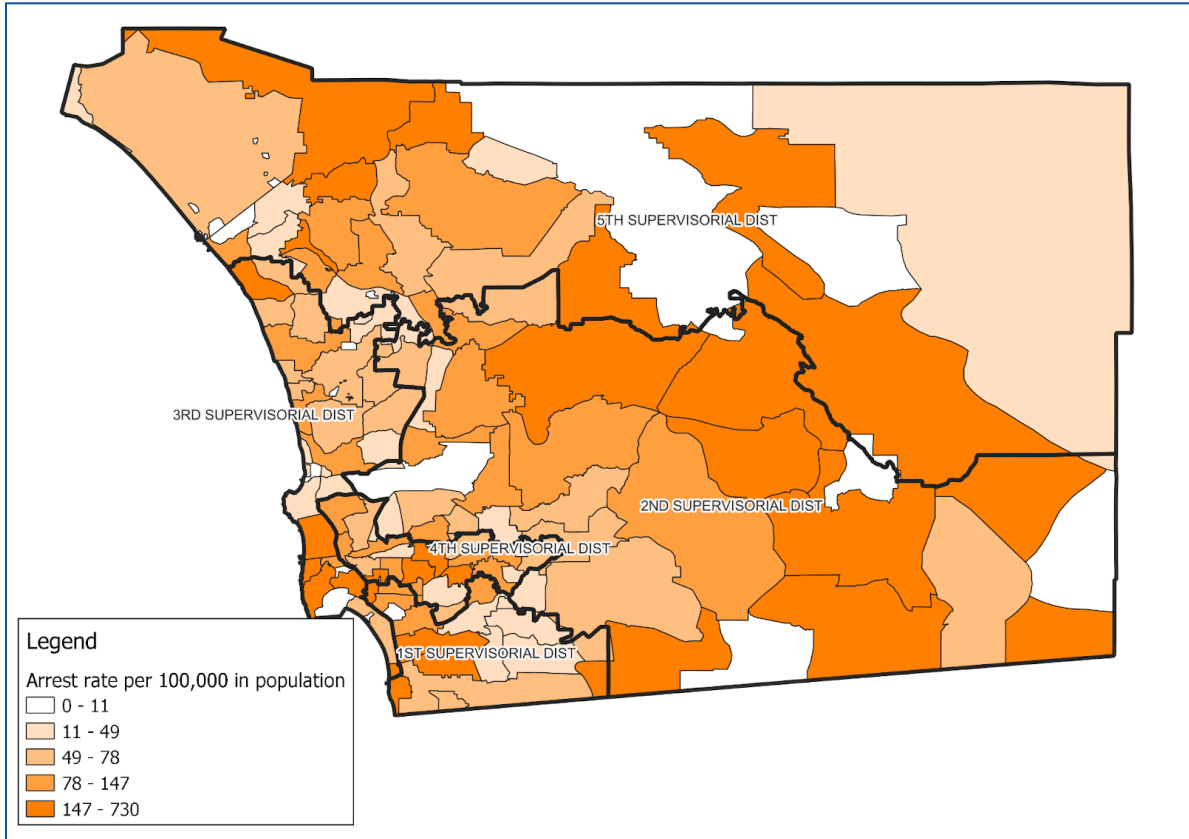 5TH SUPERVISORIAL DIST
3RD SUPERVISORIAL DIST
2ND SUPERVISORIAL DIST
4TH SUPERVISORIAL DIST
1ST SUPERVISORIAL DIST
Legend
Arrest rate per 100,000 in population
0 - 11
11 - 49
49 - 78
78 - 147
147 - 730